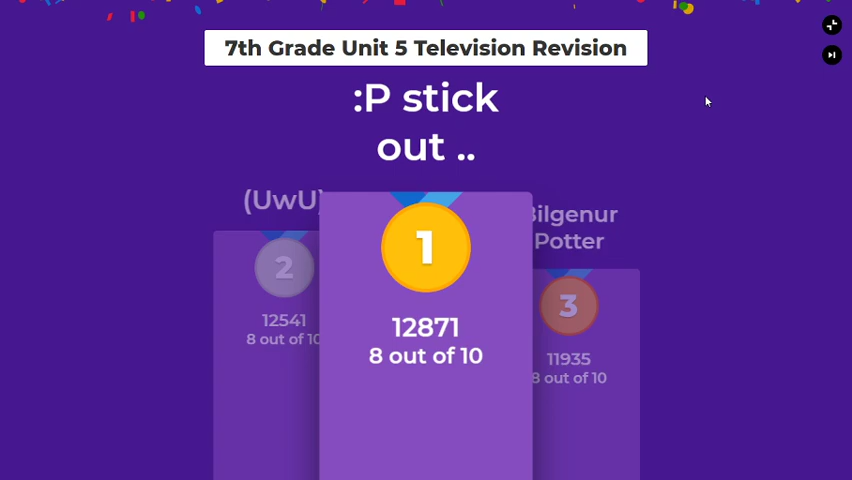 7th Grade Unit 5 Television Revision
:P stick
out ..
(UwU)
Bilgenur
Potter
1
2
3
12871
8 out of 10
12541
8 out of 10
11935
8 out of 10